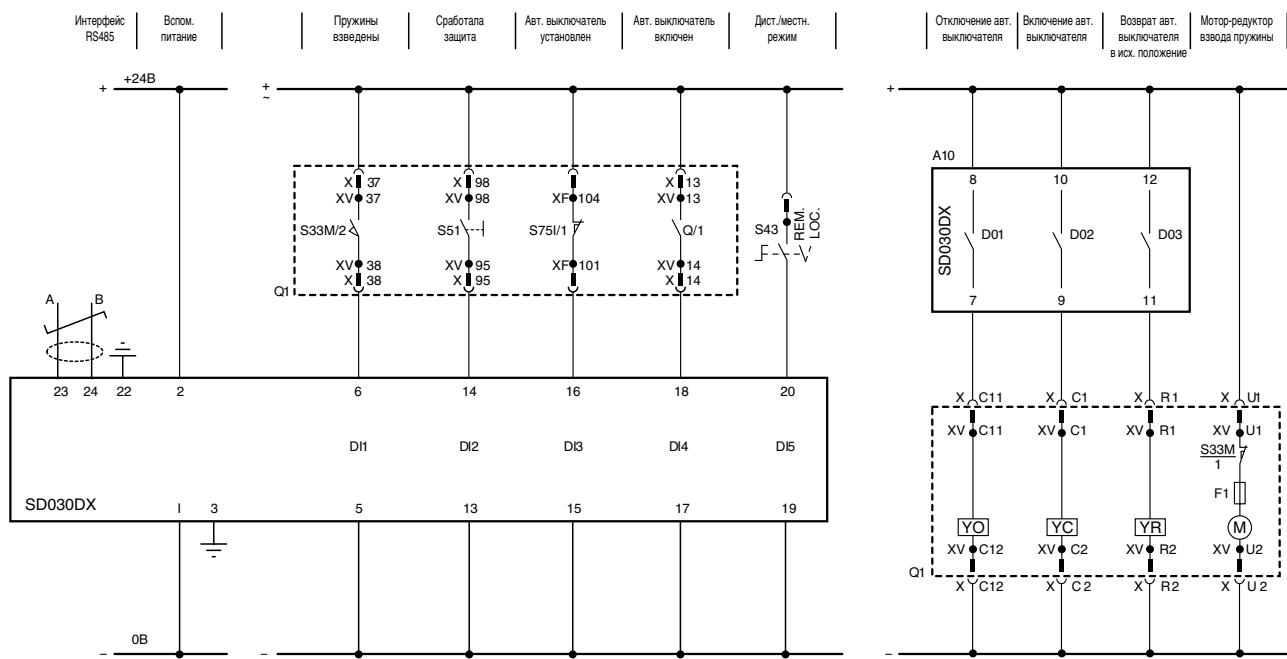 Интерфейс RS485
Вспом. питание
Пружины взведены
Сработала защита
Авт. выключатель установлен
Авт. выключатель включен
Дист./местн. режим
Отключение авт. выключателя
Включение авт. выключателя
Возврат авт. выключателя в исх. положение
Мотор-редуктор взвода пружины
+ +24В
+ ~
+
A10
X 37 X 98 X 13
XV 37 XV 98 XF 104 XV 13
S33M/2 S51 S75I/1 Q/1 S43 REM. LOC.
XV 38 XV 95 XF 101 XV 14
X 38 X 95 X 14
Q1
8 10 12
SD030DX
D01 D02 D03
7 9 11
A B
23 24 22 2 6 14 16 18 20
DI1 DI2 DI3 DI4 DI5
SD030DX
I 3 5 13 15 17 19
X C11 X C1 X R1 X U1
XV C11 XV C1 XV R1 XV U1
S33M
1
F1
YO YC YR M
XV C12 XV C2 XV R2 XV U2
Q1
X C12 X C2 X R2 X U2
0В
– – –